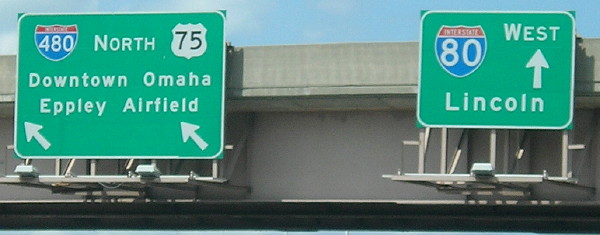 INTERSTATE
480 NORTH 75
Downtown Omaha
Eppley Airfield
INTERSTATE
80 WEST
Lincoln